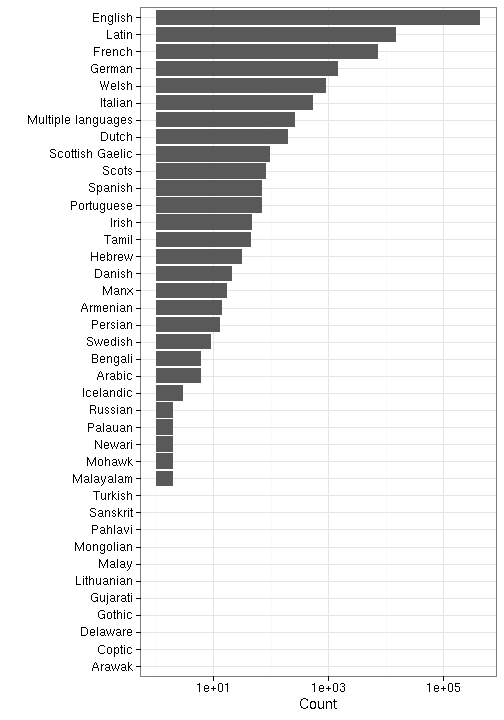 English
Latin
French
German
Welsh
Italian
Multiple languages
Dutch
Scottish Gaelic
Scots
Spanish
Portuguese
Irish
Tamil
Hebrew
Danish
Manx
Armenian
Persian
Swedish
Bengali
Arabic
Icelandic
Russian
Palauan
Newari
Mohawk
Malayalam
Turkish
Sanskrit
Pahlavi
Mongolian
Malay
Lithuanian
Gujarati
Gothic
Delaware
Coptic
Arawak
1e+01 1e+03 1e+05
Count